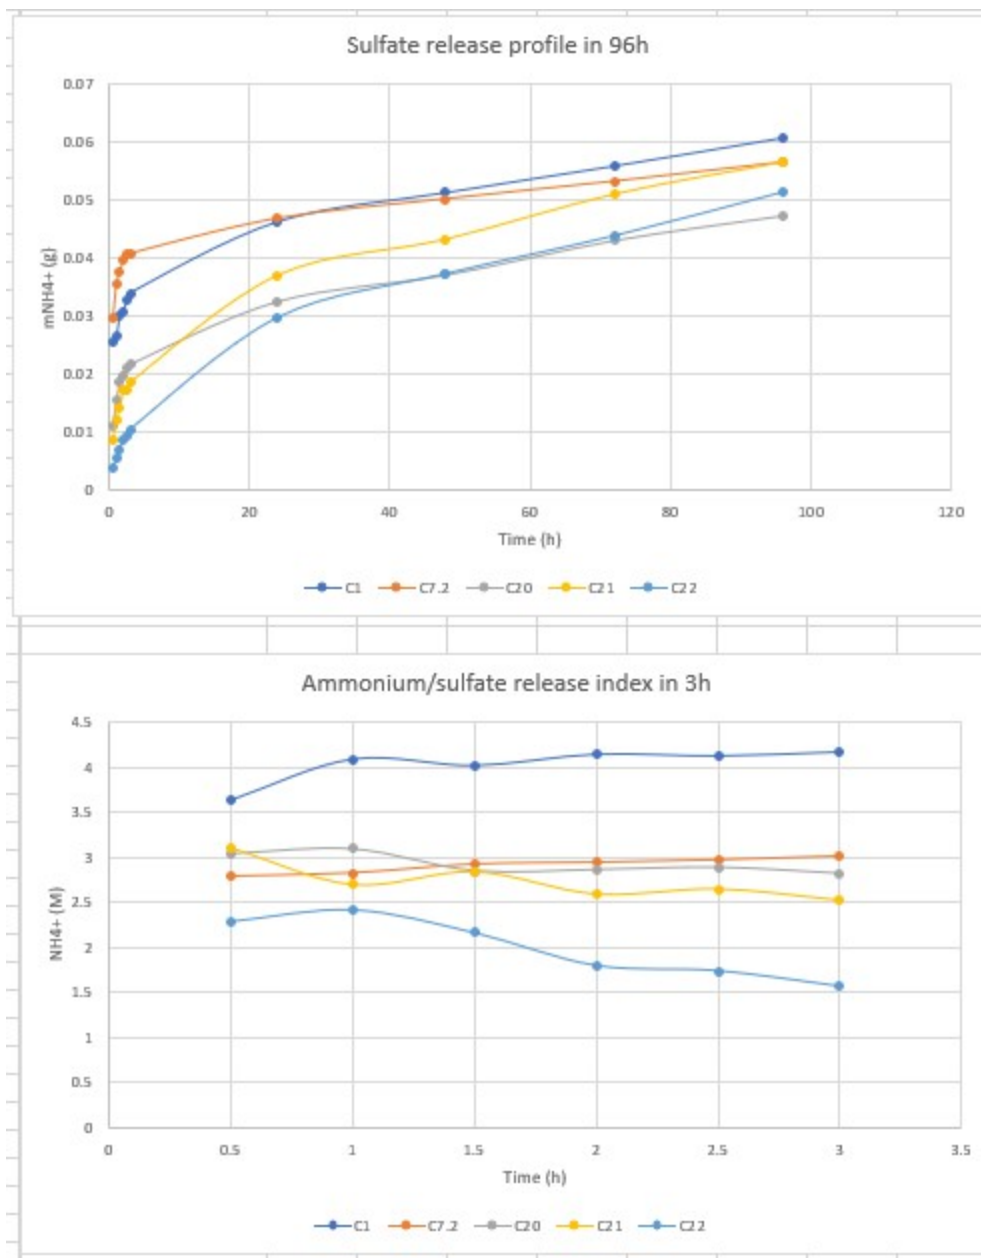 Sulfate release profile in 96h
0.07
0.06
0.05
0.04
0.03
0.02
0.01
0
mNH4+ (g)
0 20 40 60 80 100 120
Time (h)
C1 C7.2 C20 C21 C22
Ammonium/sulfate release index in 3h
4.5
4
3.5
3
2.5
2
1.5
1
0.5
0
NH4+ (M)
0 0.5 1 1.5 2 2.5 3 3.5
Time (h)
C1 C7.2 C20 C21 C22